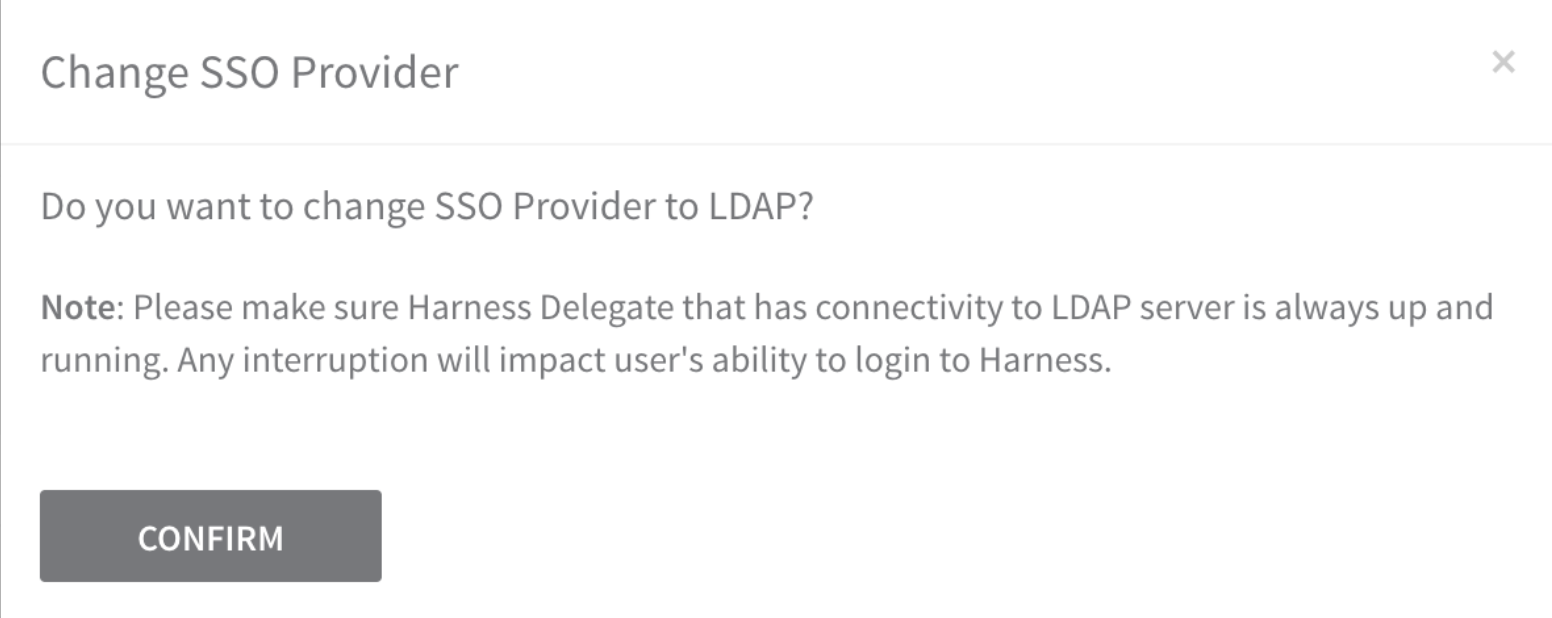 Change SSO Provider
×
Do you want to change SSO Provider to LDAP?
Note: Please make sure Harness Delegate that has connectivity to LDAP server is always up and
running. Any interruption will impact user's ability to login to Harness.
CONFIRM